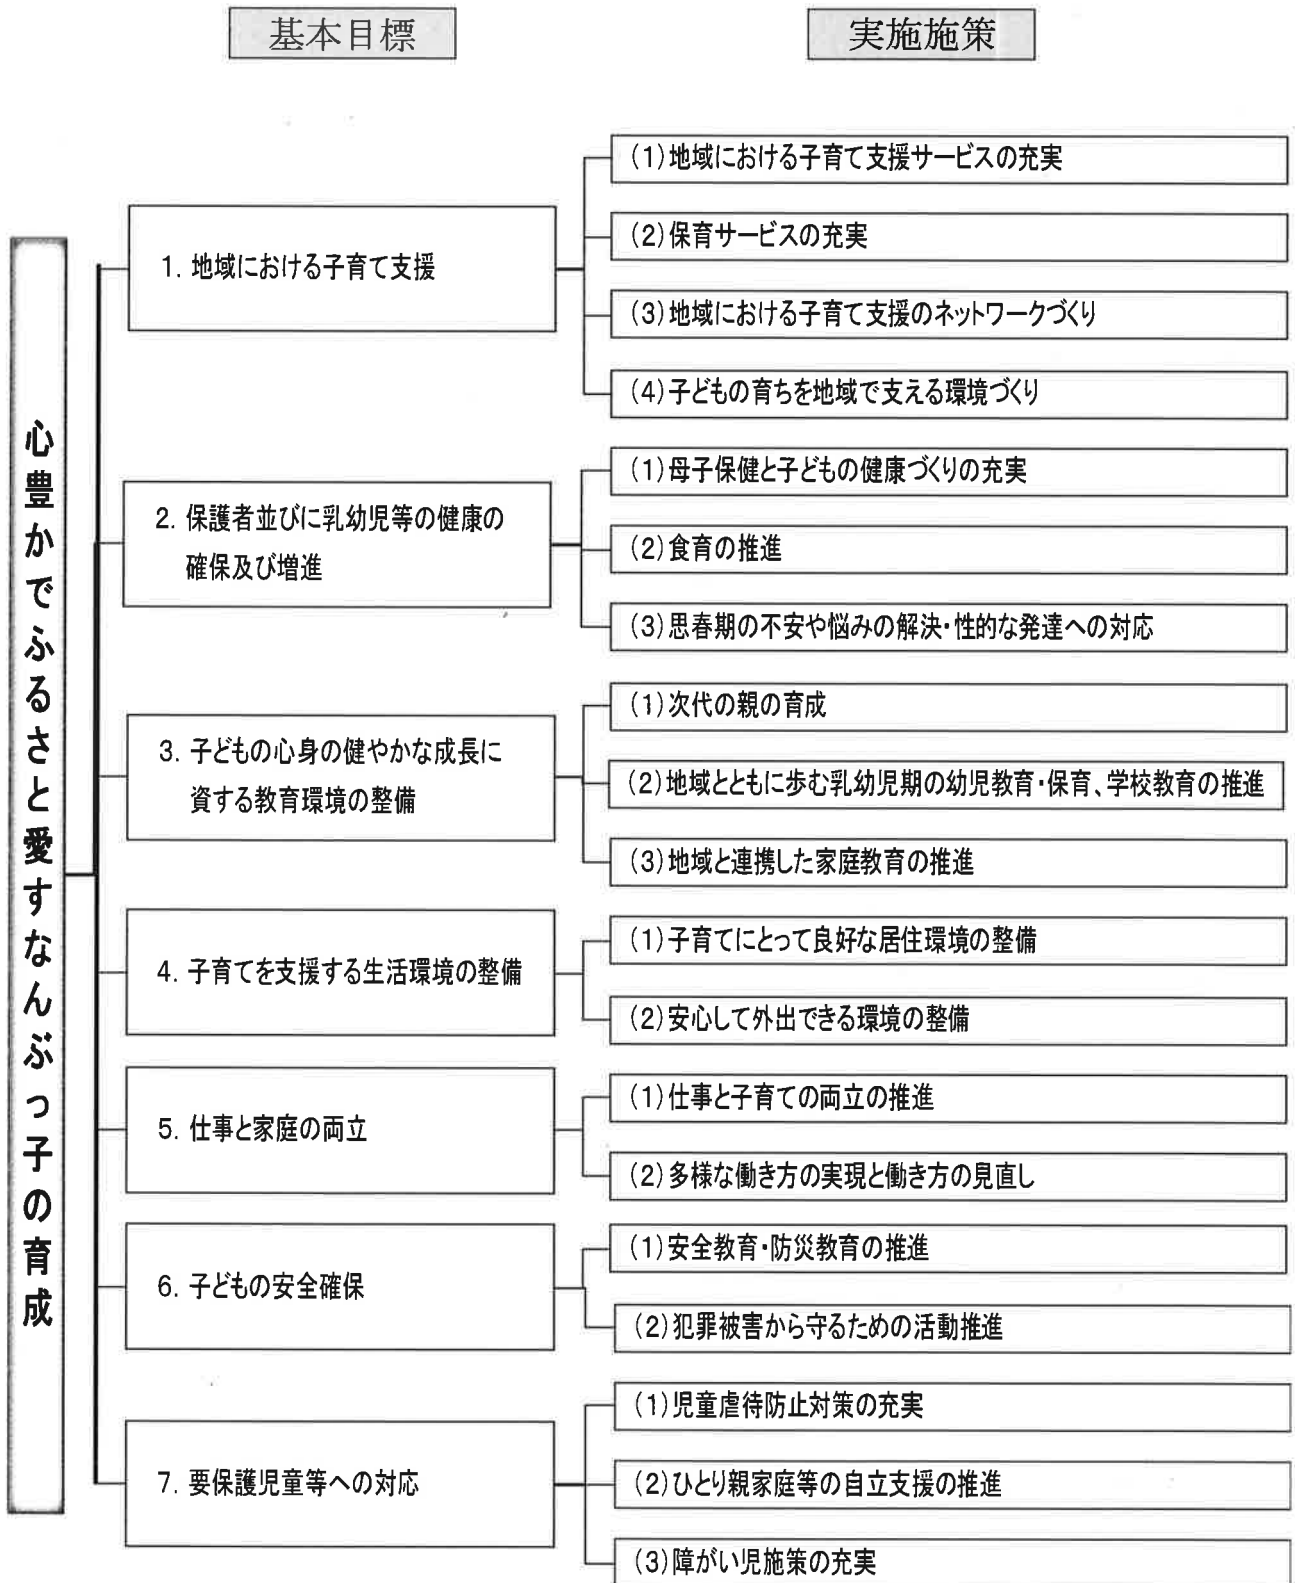 基本目標
実施施策
心豊かでふるさと愛すなんぶっ子の育成
1. 地域における子育て支援
(1)地域における子育て支援サービスの充実
(2)保育サービスの充実
(3)地域における子育て支援のネットワークづくり
(4)子どもの育ちを地域で支える環境づくり
2. 保護者並びに乳幼児等の健康の
確保及び増進
(1)母子保健と子どもの健康づくりの充実
(2)食育の推進
(3)思春期の不安や悩みの解決・性的な発達への対応
3. 子どもの心身の健やかな成長に
資する教育環境の整備
(1)次代の親の育成
(2)地域とともに歩む乳幼児期の幼児教育・保育、学校教育の推進
(3)地域と連携した家庭教育の推進
4. 子育てを支援する生活環境の整備
(1)子育てにとって良好な居住環境の整備
(2)安心して外出できる環境の整備
5. 仕事と家庭の両立
(1)仕事と子育ての両立の推進
(2)多様な働き方の実現と働き方の見直し
6. 子どもの安全確保
(1)安全教育・防災教育の推進
(2)犯罪被害から守るための活動推進
7. 要保護児童等への対応
(1)児童虐待防止対策の充実
(2)ひとり親家庭等の自立支援の推進
(3)障がい児施策の充実